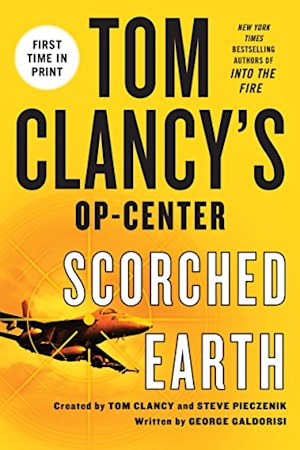 FIRST
TIME IN
PRINT
TOM
CLANCY'S
OP-CENTER
NEW YORK
TIMES
BESTSELLING
AUTHORS OF
INTO THE
FIRE
SCORCHED
EARTH
Created by TOM CLANCY and STEVE PIECZENIK
Written by GEORGE GALDORISI